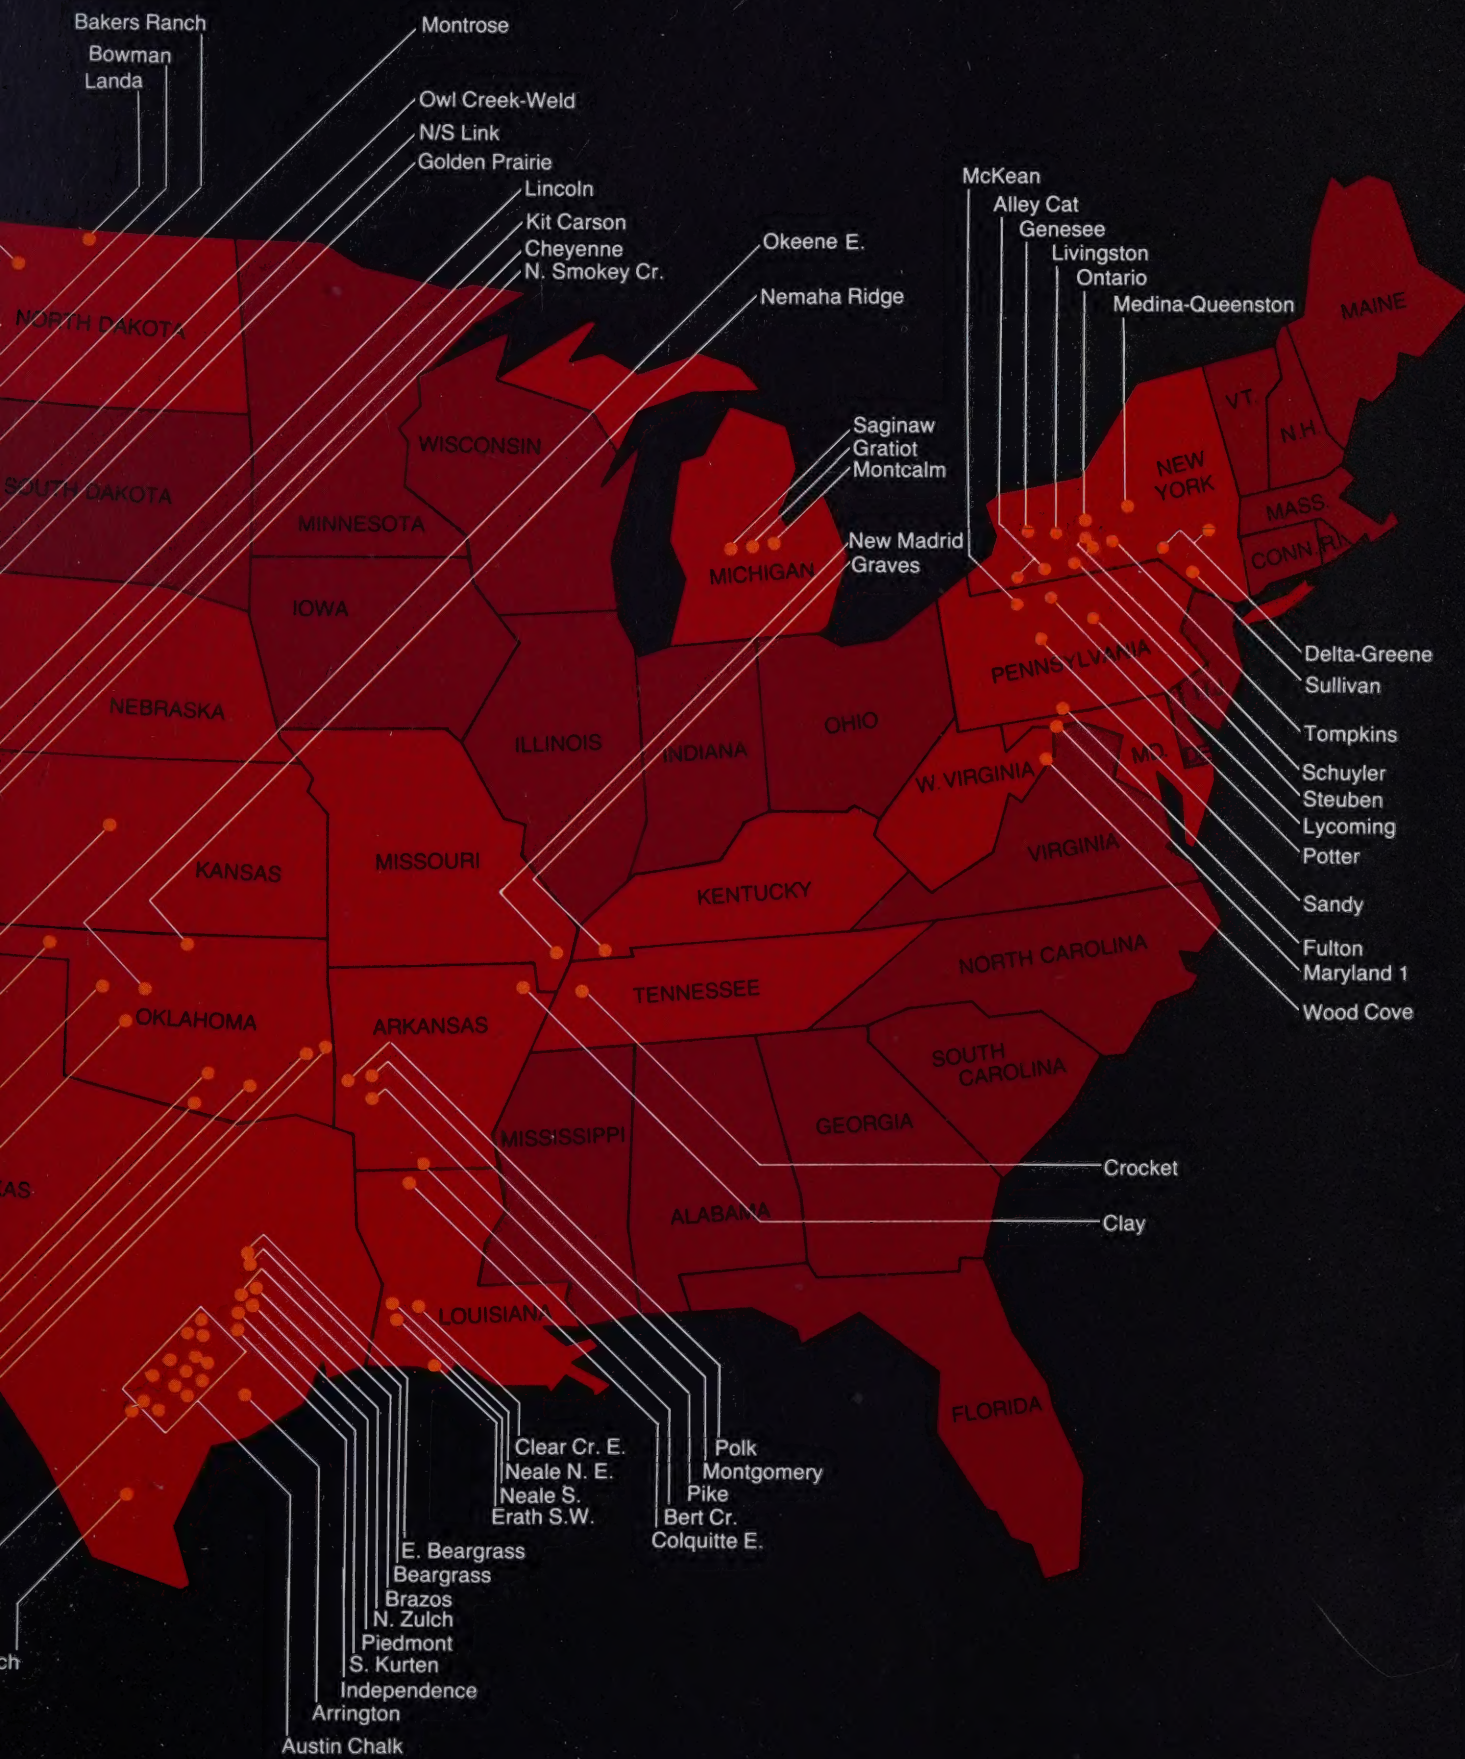 Bakers Ranch
Bowman
Landa
Montrose
Owl Creek-Weld
N/S Link
Golden Prairie
Lincoln
Kit Carson
Cheyenne
N. Smokey Cr.
Okeene E.
Nemaha Ridge
McKean
Alley Cat
Genesee
Livingston
Ontario
Medina-Queenston
Saginaw
Gratiot
Montcalm
New Madrid
Graves
NORTH DAKOTA
SOUTH DAKOTA
MINNESOTA
WISCONSIN
IOWA
NEBRASKA
MICHIGAN
ILLINOIS
INDIANA
OHIO
PENNSYLVANIA
NEW
YORK
VT.
N.H.
MAINE
MASS
CONN.
R.I.
N.J.
MD.
DE
W. VIRGINIA
VIRGINIA
KANSAS
MISSOURI
KENTUCKY
OKLAHOMA
ARKANSAS
TENNESSEE
NORTH CAROLINA
SOUTH
CAROLINA
MISSISSIPPI
ALABAMA
GEORGIA
LOUISIANA
FLORIDA
XAS
Delta-Greene
Sullivan
Tompkins
Schuyler
Steuben
Lycoming
Potter
Sandy
Fulton
Maryland 1
Wood Cove
Crocket
Clay
Clear Cr. E.
Neale N. E.
Neale S.
Erath S.W.
Polk
Montgomery
Pike
Bert Cr.
Colquitte E.
E. Beargrass
Beargrass
Brazos
N. Zulch
Piedmont
S. Kurten
Independence
Arrington
Austin Chalk
ch